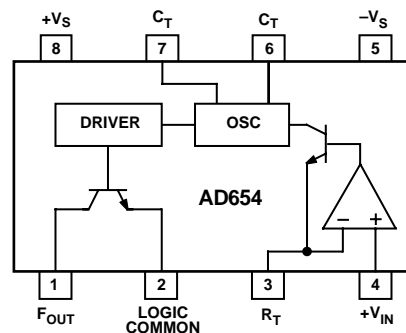 +VS CT CT –VS
8 7 6 5
DRIVER OSC
AD654
– +
1 2 3 4
FOUT LOGIC COMMON RT +VIN